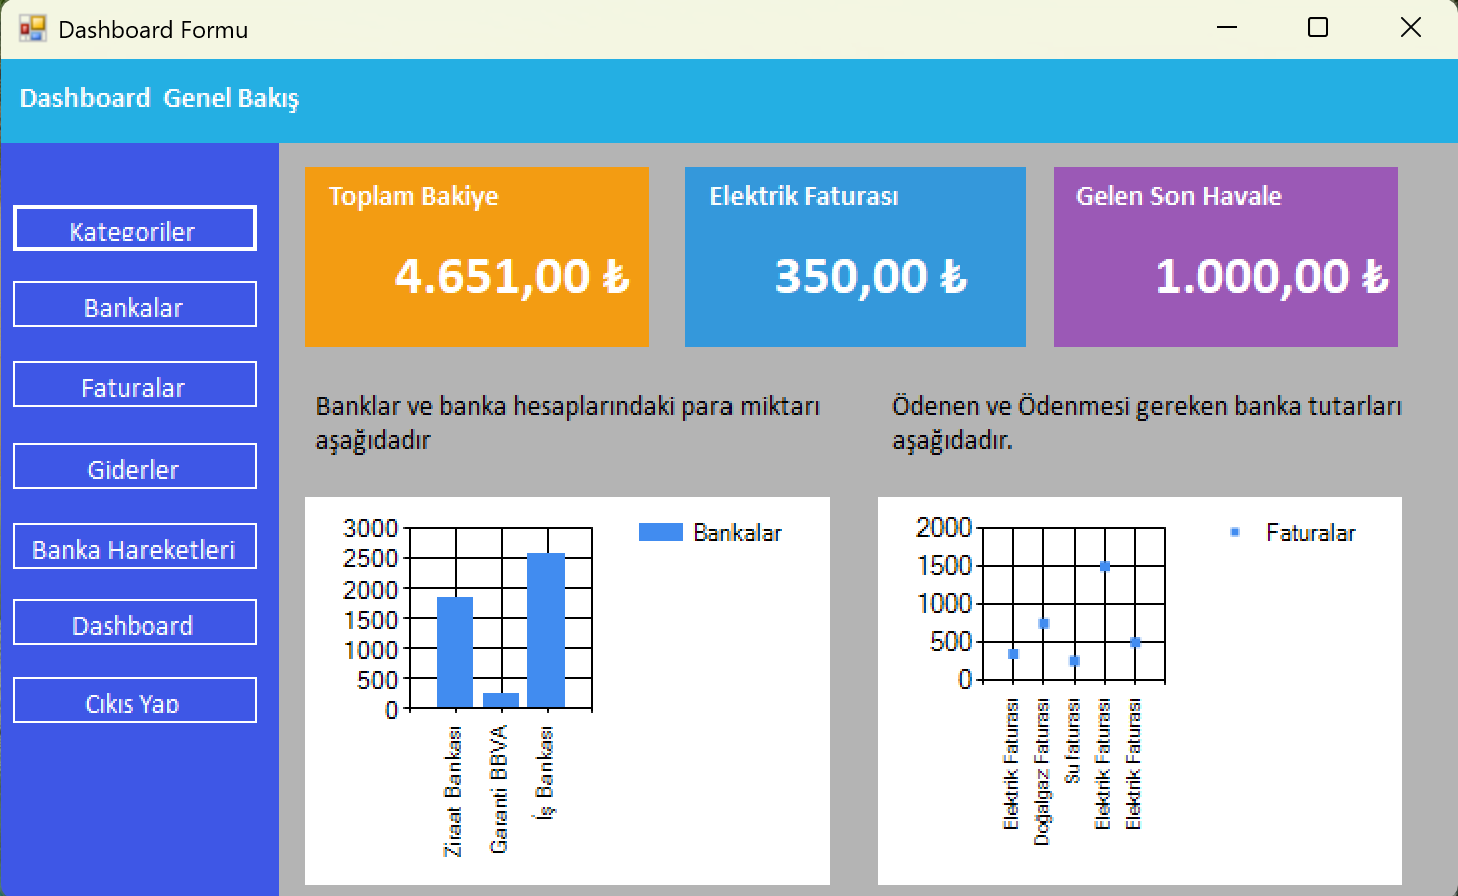 Dashboard Formu
Dashboard Genel Bakış
Kategoriler
Bankalar
Faturalar
Giderler
Banka Hareketleri
Dashboard
Çıkış Yap
Toplam Bakiye
4.651,00 ₺
Elektrik Faturası
350,00 ₺
Gelen Son Havale
1.000,00 ₺
Banklar ve banka hesaplarındaki para miktarı
aşağıdadır
Ödenen ve Ödenmesi gereken banka tutarları
aşağıdadır.
3000
2500
2000
1500
1000
500
0
Ziraat Bankası
Garanti BBVA
İş Bankası
Bankalar
2000
1500
1000
500
0
Elektrik Faturası
Doğalgaz Faturası
Su faturası
Elektrik Faturası
Elektrik Faturası
Faturalar